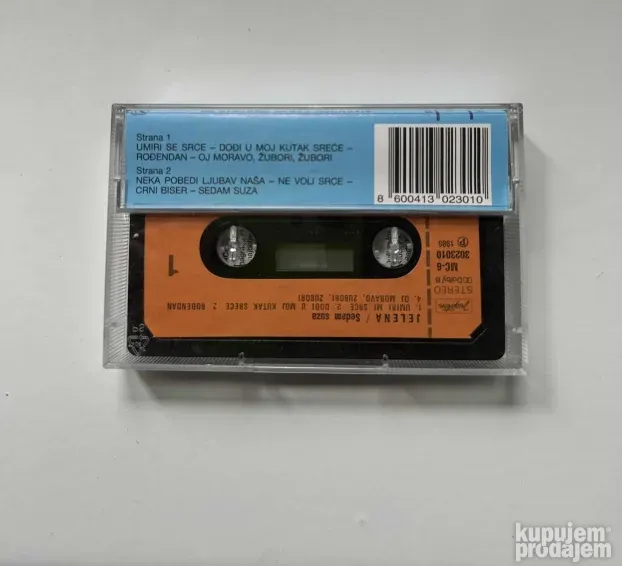 Strana 1
UMIRI SE SRCE – DOĐI U MOJ KUTAK SREĆE –
ROĐENDAN – OJ MORAVO, ŽUBORI, ŽUBORI
Strana 2
NEKA POBEDI LJUBAV NAŠA – NE VOLI SRCE –
CRNI BISER – SEDAM SUZA
8 600413 023010
JELENA / Sedam suza
1. UMIRI MI SRCE 2. DOĐI U MOJ KUTAK SREĆE 3. ROĐENDAN
4. OJ MORAVO, ŽUBORI, ŽUBORI
1
STEREO
Dolby B
MC-6
3023010
Ⓟ 1985
kupujem
prodajem